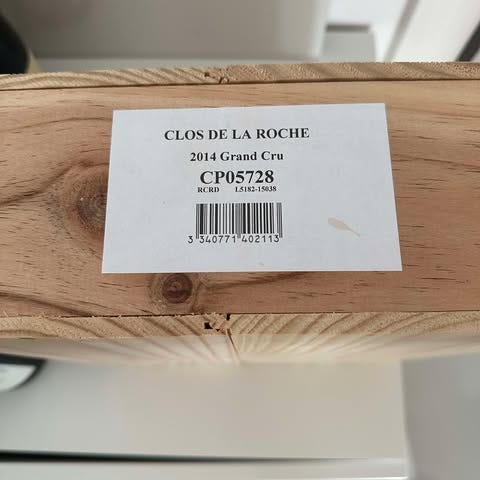 CLOS DE LA ROCHE
2014 Grand Cru
CP05728
RCRD L5182-15038
3 340771 402113